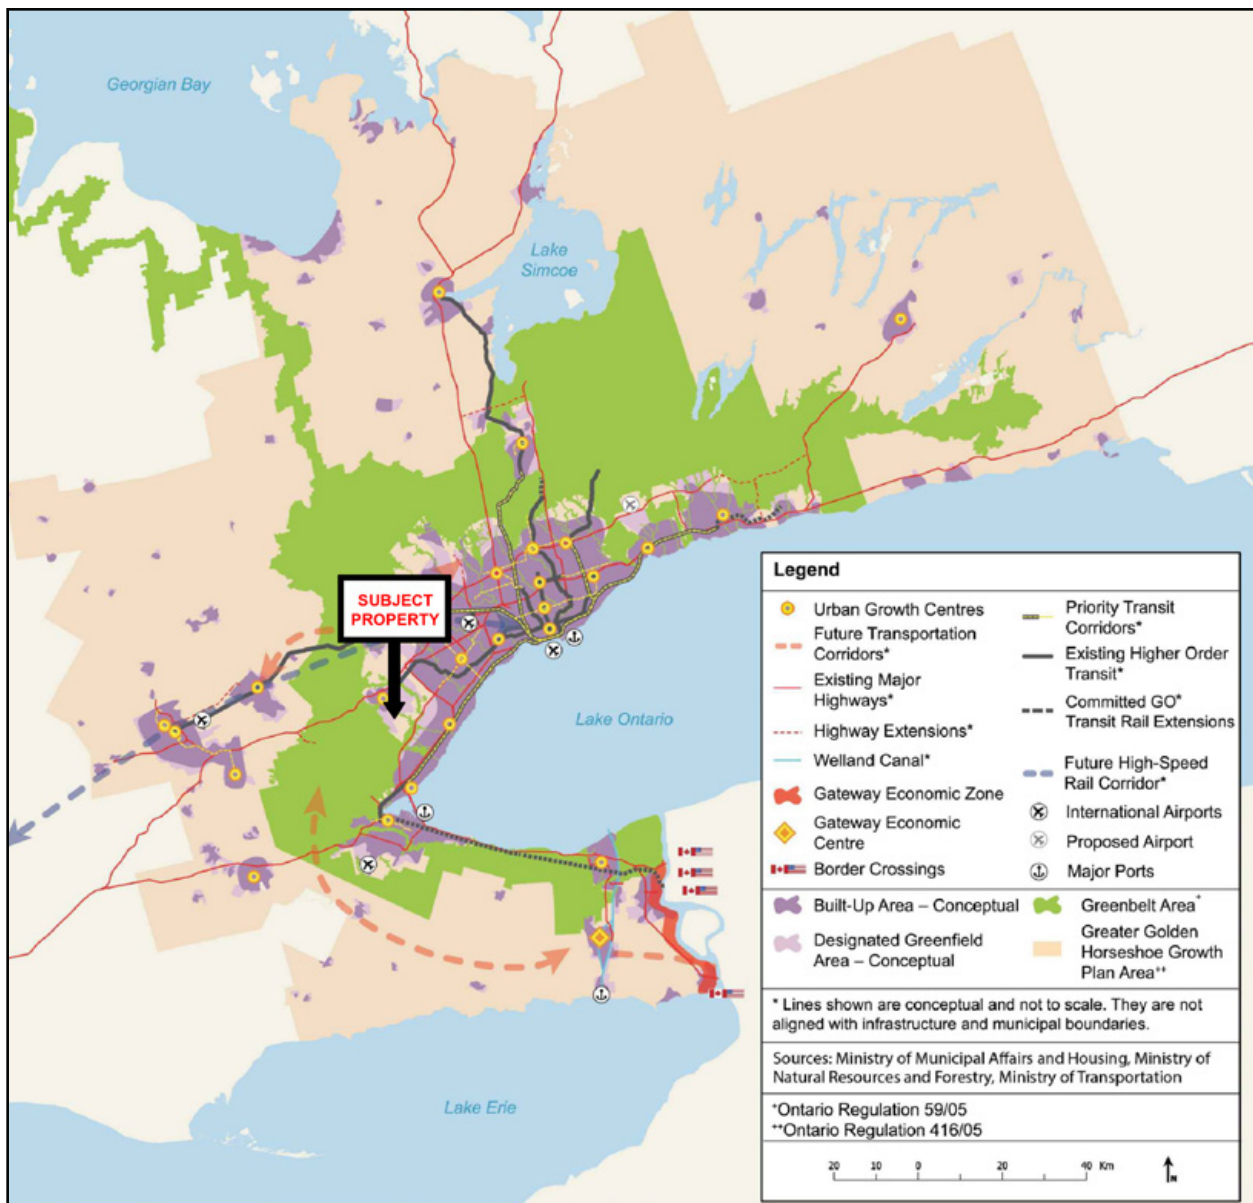 Georgian Bay
Lake
Simcoe
SUBJECT
PROPERTY
Lake Ontario
Lake Erie
Legend
Urban Growth Centres
Future Transportation
Corridors*
Existing Major
Highways*
Highway Extensions*
Welland Canal*
Gateway Economic Zone
Gateway Economic
Centre
Border Crossings
Priority Transit
Corridors*
Existing Higher Order
Transit*
Committed GO*
Transit Rail Extensions
Future High-Speed
Rail Corridor*
International Airports
Proposed Airport
Major Ports
Built-Up Area – Conceptual
Designated Greenfield
Area – Conceptual
Greenbelt Area+
Greater Golden
Horseshoe Growth
Plan Area++
* Lines shown are conceptual and not to scale. They are not
aligned with infrastructure and municipal boundaries.
Sources: Ministry of Municipal Affairs and Housing, Ministry of
Natural Resources and Forestry, Ministry of Transportation
+Ontario Regulation 59/05
++Ontario Regulation 416/05
20 10 0 20 40 Km
N